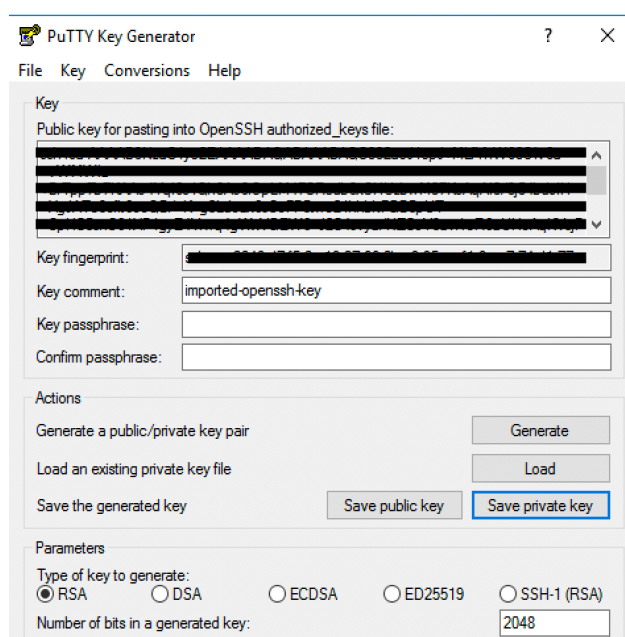 PuTTY Key Generator ?
File Key Conversions Help
Key
Public key for pasting into OpenSSH authorized_keys file:
Key fingerprint:
Key comment: imported-openssh-key
Key passphrase:
Confirm passphrase:
Actions
Generate a public/private key pair Generate
Load an existing private key file Load
Save the generated key Save public key Save private key
Parameters
Type of key to generate:
RSA DSA ECDSA ED25519 SSH-1 (RSA)
Number of bits in a generated key: 2048